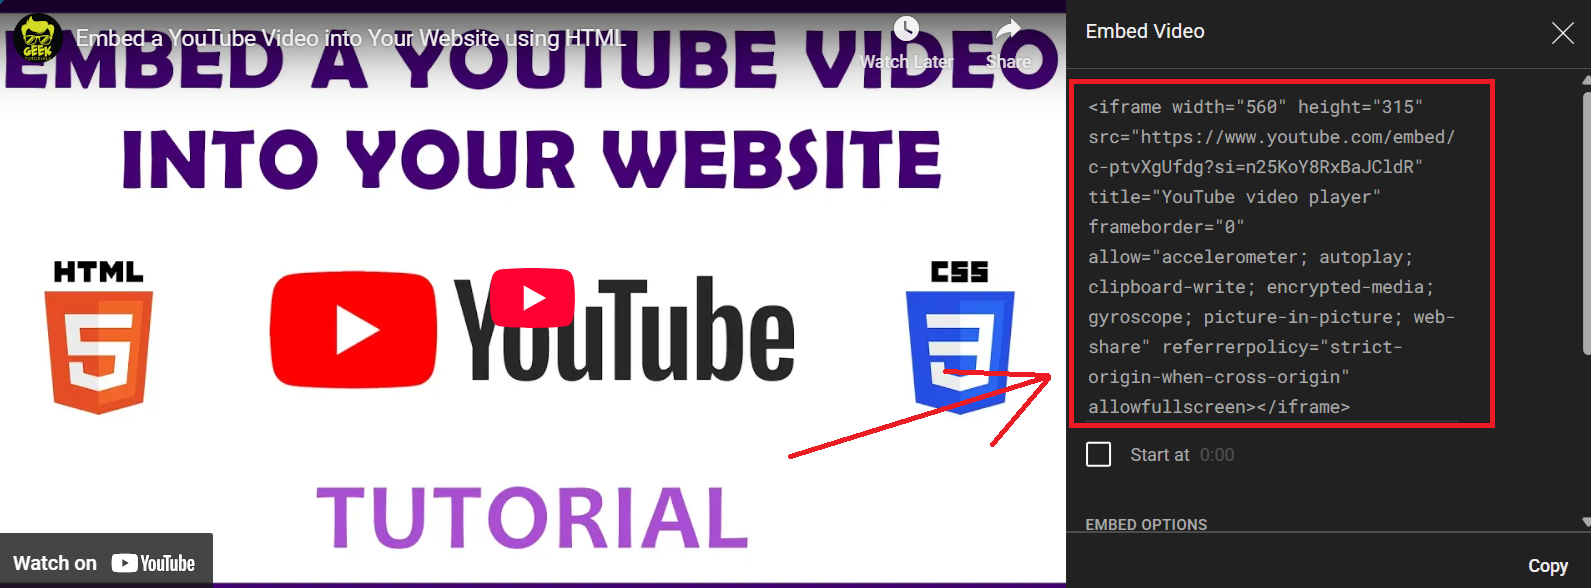 GEEK
TUTORIALS
Embed a YouTube Video into Your Website using HTML
Watch Later
Share
EMBED A YOUTUBE VIDEO
INTO YOUR WEBSITE
HTML
5
YouTube
CSS
3
TUTORIAL
Watch on YouTube
Embed Video
<iframe width="560" height="315"
src="https://www.youtube.com/embed/
c-ptvXgUfdg?si=n25KoY8RxBaJCldR"
title="YouTube video player"
frameborder="0"
allow="accelerometer; autoplay;
clipboard-write; encrypted-media;
gyroscope; picture-in-picture; web-
share" referrerpolicy="strict-
origin-when-cross-origin"
allowfullscreen></iframe>
Start at 0:00
EMBED OPTIONS
Copy